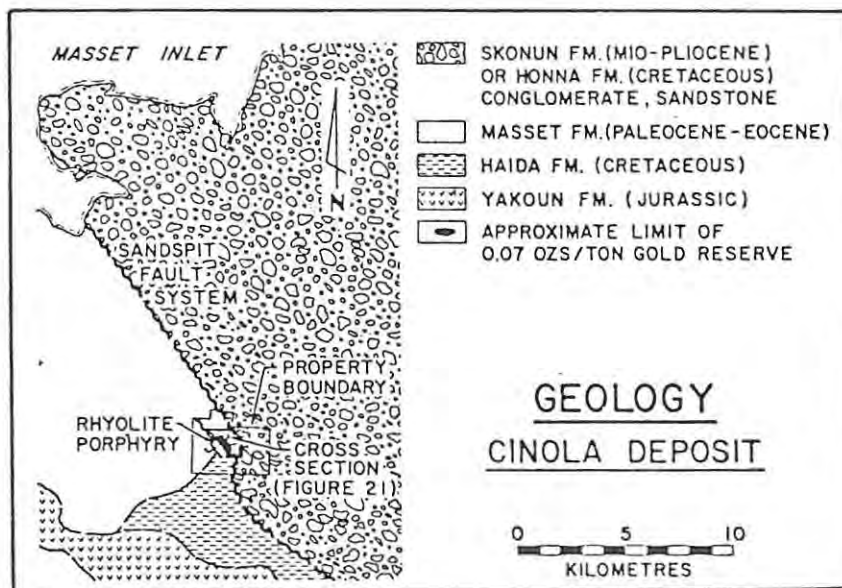 MASSET INLET
N
SANDSPIT
FAULT
SYSTEM
PROPERTY
BOUNDARY
RHYOLITE
PORPHYRY
CROSS
SECTION
(FIGURE 21)
SKONUN FM. (MIO-PLIOCENE)
OR HONNA FM. (CRETACEOUS)
CONGLOMERATE, SANDSTONE
MASSET FM. (PALEOCENE-EOCENE)
HAIDA FM. (CRETACEOUS)
YAKOUN FM. (JURASSIC)
APPROXIMATE LIMIT OF
0.07 OZS/TON GOLD RESERVE
GEOLOGY
CINOLA DEPOSIT
0 5 10
KILOMETRES